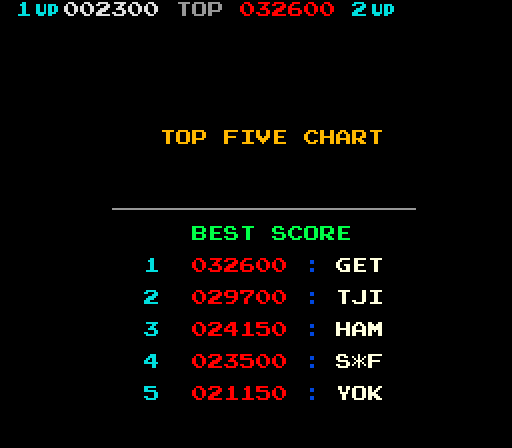 1UP 002300 TOP 032600 2UP
TOP FIVE CHART
BEST SCORE
1 032600 : GET
2 029700 : TJI
3 024150 : HAM
4 023500 : S*F
5 021150 : YOK